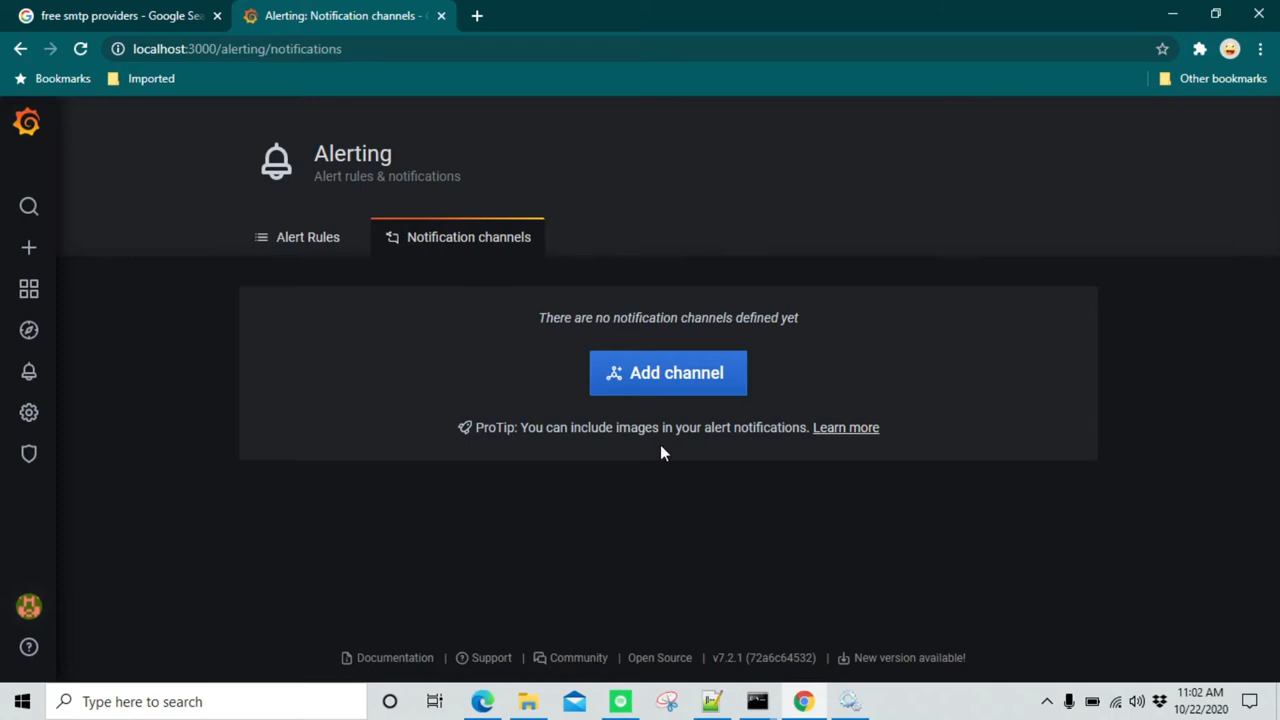 free smtp providers - Google Sea
Alerting: Notification channels -
localhost:3000/alerting/notifications
Bookmarks
Imported
Other bookmarks
Alerting
Alert rules & notifications
Alert Rules
Notification channels
There are no notification channels defined yet
Add channel
ProTip: You can include images in your alert notifications. Learn more
Documentation | Support | Community | Open Source | v7.2.1 (72a6c64532) | New version available!
Type here to search
11:02 AM
10/22/2020